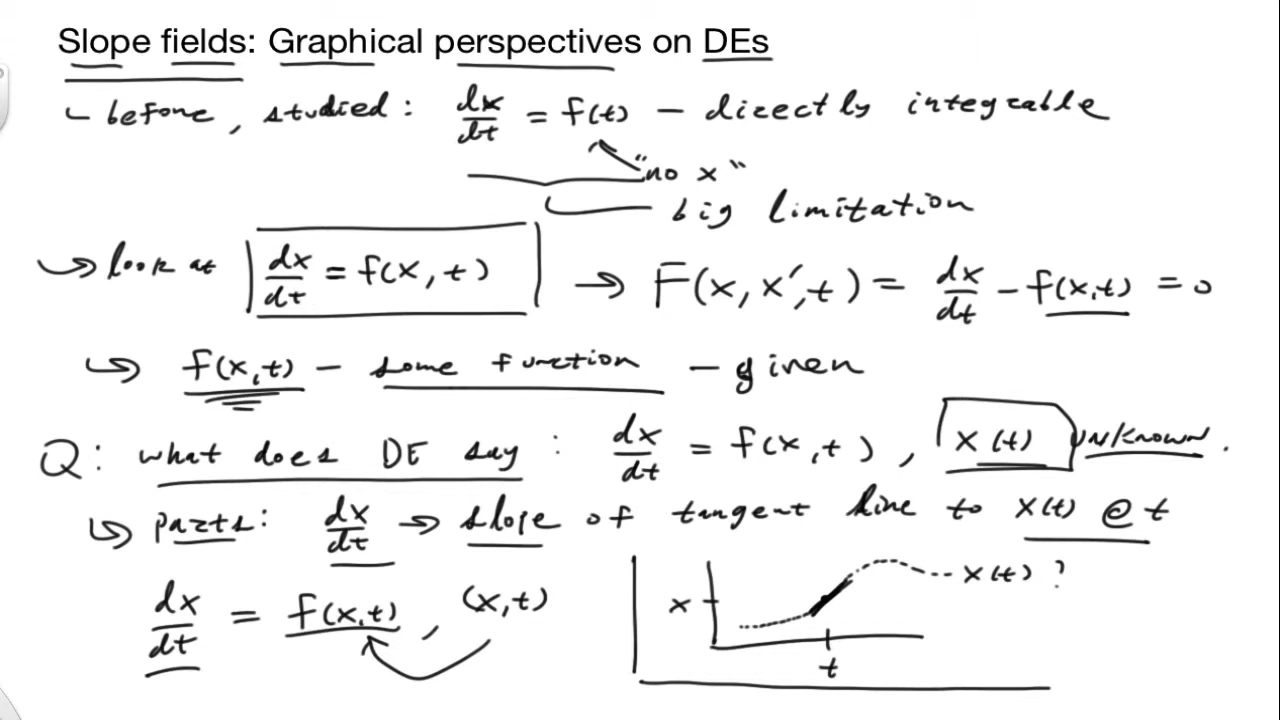 Slope fields: Graphical perspectives on DEs
before, studied: dx/dt = f(t) - directly integrable
"no x"
big limitation
look at dx/dt = f(x, t) → F(x, x', t) = dx/dt - f(x,t) = 0
f(x,t) - some function - given
Q: what does DE say: dx/dt = f(x,t), x(t) unknown.
parts: dx/dt → slope of tangent line to x(t) @ t
dx/dt = f(x,t), (x,t)
x(t) ?
x
t